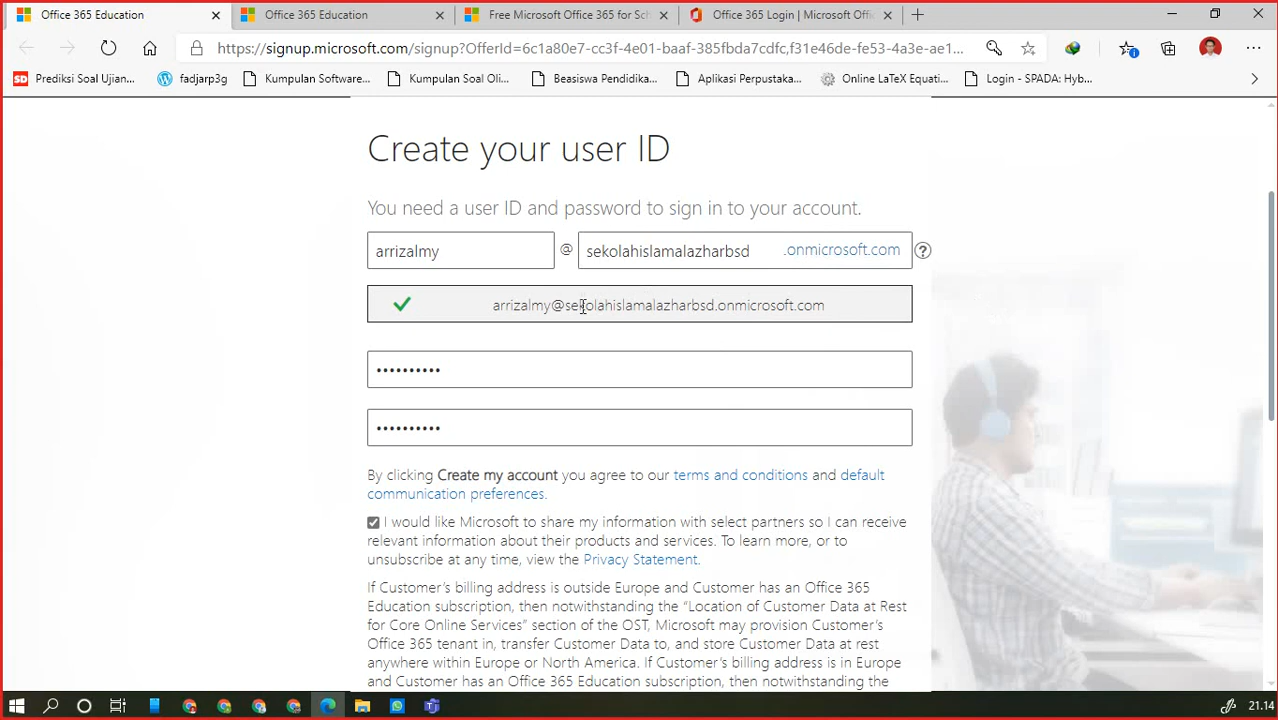 Office 365 Education
Office 365 Education
Free Microsoft Office 365 for Sch
Office 365 Login | Microsoft Offi
https://signup.microsoft.com/signup?OfferId=6c1a80e7-cc3f-4e01-baaf-385fbda7cdfc,f31e46de-fe53-4a3e-ae1...
SD Prediksi Soal Ujian...
fadjarp3g
Kumpulan Software...
Kumpulan Soal Oli...
Beasiswa Pendidika...
Aplikasi Perpustaka...
Online LaTeX Equati...
Login - SPADA: Hyb...
Create your user ID
You need a user ID and password to sign in to your account.
arrizalmy @ sekolahislamalazharbsd .onmicrosoft.com ?
arrizalmy@sekolahislamalazharbsd.onmicrosoft.com
••••••••••
••••••••••
By clicking Create my account you agree to our terms and conditions and default
communication preferences.
I would like Microsoft to share my information with select partners so I can receive
relevant information about their products and services. To learn more, or to
unsubscribe at any time, view the Privacy Statement.
If Customer's billing address is outside Europe and Customer has an Office 365
Education subscription, then notwithstanding the “Location of Customer Data at Rest
for Core Online Services” section of the OST, Microsoft may provision Customer's
Office 365 tenant in, transfer Customer Data to, and store Customer Data at rest
anywhere within Europe or North America. If Customer's billing address is in Europe
and Customer has an Office 365 Education subscription, then notwithstanding the
21.14